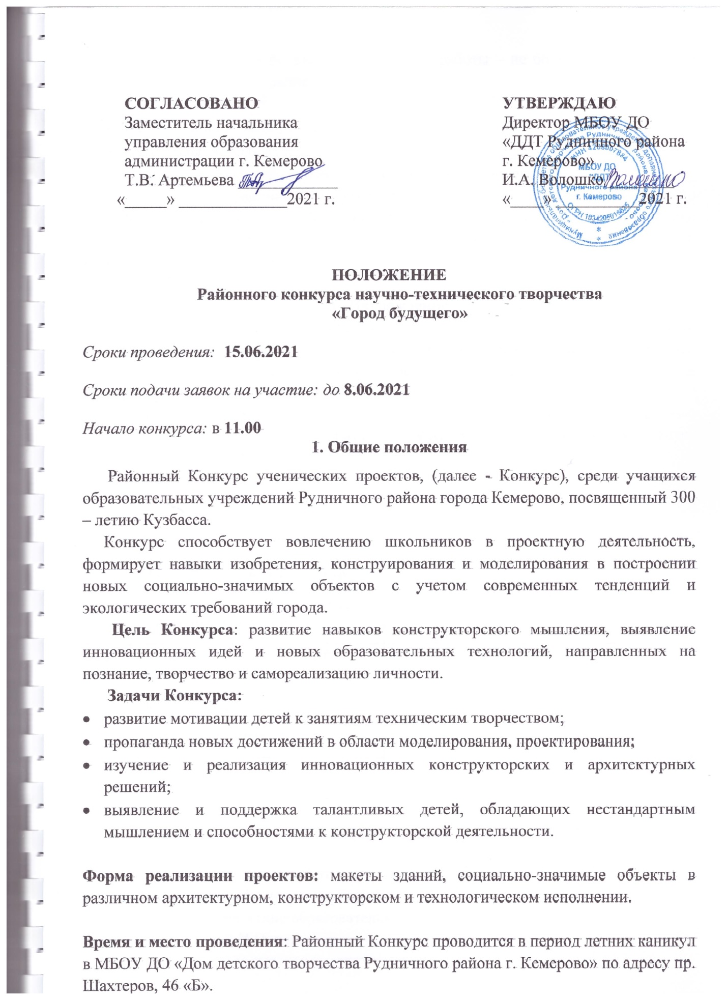 СОГЛАСОВАНО
Заместитель начальника
управления образования
администрации г. Кемерово
Т.В. Артемьева ____________
«_____» _____________2021 г.
УТВЕРЖДАЮ
Директор МБОУ ДО
«ДДТ Рудничного района
г. Кемерово»
И.А. Волошко
«____» __________2021 г.
МБОУ ДО
"ДДТ
Рудничного района
г. Кемерово
ПОЛОЖЕНИЕ
Районного конкурса научно-технического творчества
«Город будущего»
Сроки проведения: 15.06.2021
Сроки подачи заявок на участие: до 8.06.2021
Начало конкурса: в 11.00
1. Общие положения
Районный Конкурс ученических проектов, (далее - Конкурс), среди учащихся
образовательных учреждений Рудничного района города Кемерово, посвященный 300
– летию Кузбасса.
Конкурс способствует вовлечению школьников в проектную деятельность,
формирует навыки изобретения, конструирования и моделирования в построении
новых социально-значимых объектов с учетом современных тенденций и
экологических требований города.
Цель Конкурса: развитие навыков конструкторского мышления, выявление
инновационных идей и новых образовательных технологий, направленных на
познание, творчество и самореализацию личности.
Задачи Конкурса:
• развитие мотивации детей к занятиям техническим творчеством;
• пропаганда новых достижений в области моделирования, проектирования;
• изучение и реализация инновационных конструкторских и архитектурных
решений;
• выявление и поддержка талантливых детей, обладающих нестандартным
мышлением и способностями к конструкторской деятельности.
Форма реализации проектов: макеты зданий, социально-значимые объекты в
различном архитектурном, конструкторском и технологическом исполнении.
Время и место проведения: Районный Конкурс проводится в период летних каникул
в МБОУ ДО «Дом детского творчества Рудничного района г. Кемерово» по адресу пр.
Шахтеров, 46 «Б».